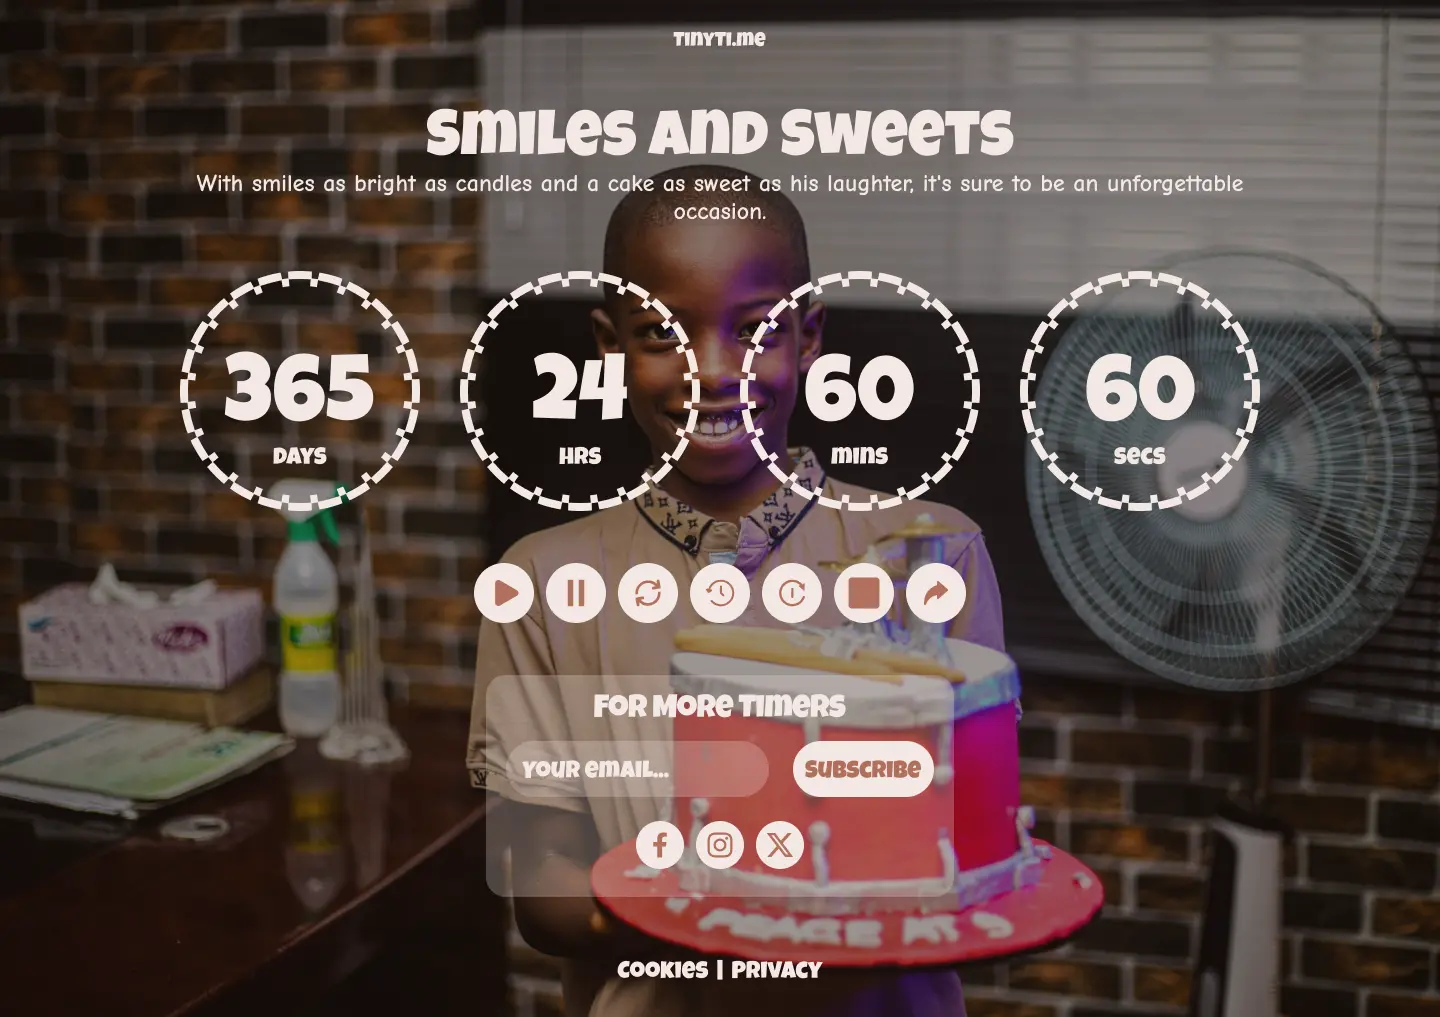 TINYTI.ME
SMILES AND SWEETS
With smiles as bright as candles and a cake as sweet as his laughter, it's sure to be an unforgettable
occasion.
365 24 60 60
DAYS HRS MINS SECS
FOR MORE TIMERS
YOUR EMAIL... SUBSCRIBE
COOKIES | PRIVACY